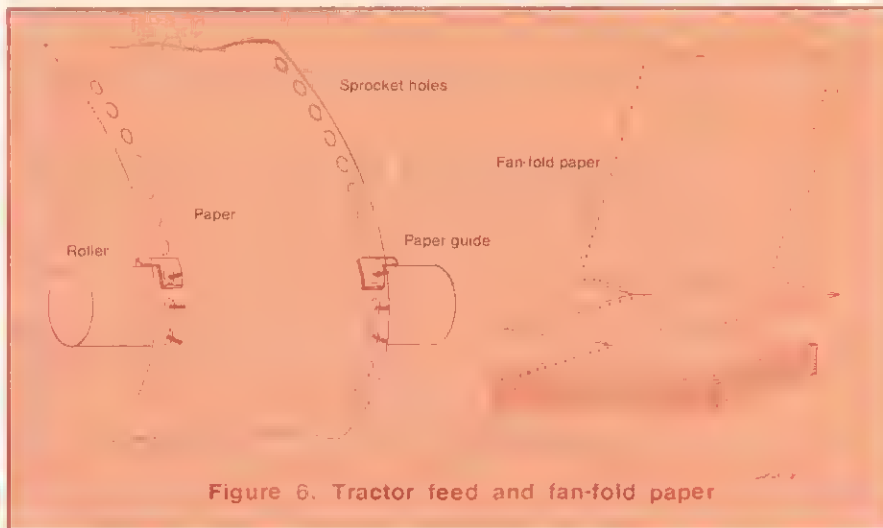 Sprocket holes
Fan-fold paper
Paper
Roller
Paper guide
Figure 6. Tractor feed and fan-fold paper